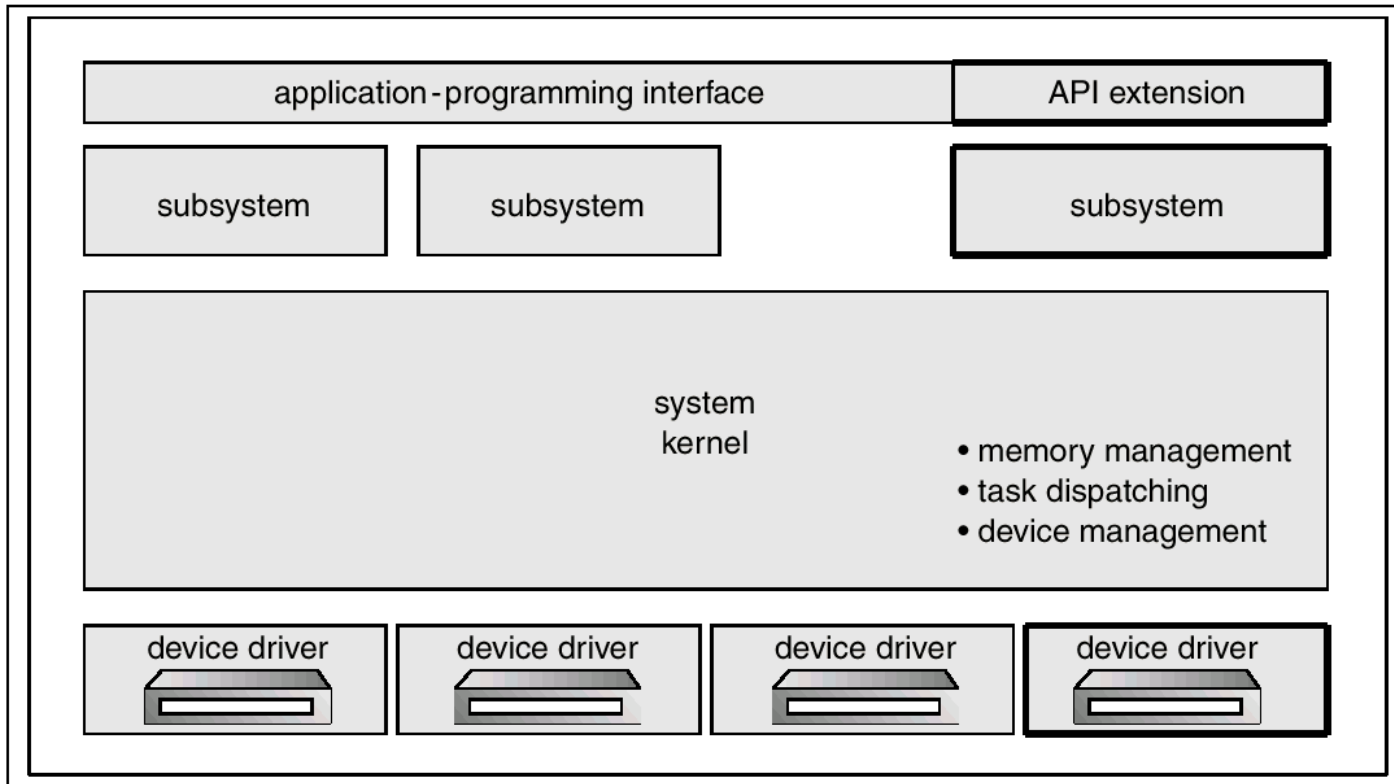 application-programming interface
API extension
subsystem
subsystem
subsystem
system
kernel
• memory management
• task dispatching
• device management
device driver
device driver
device driver
device driver